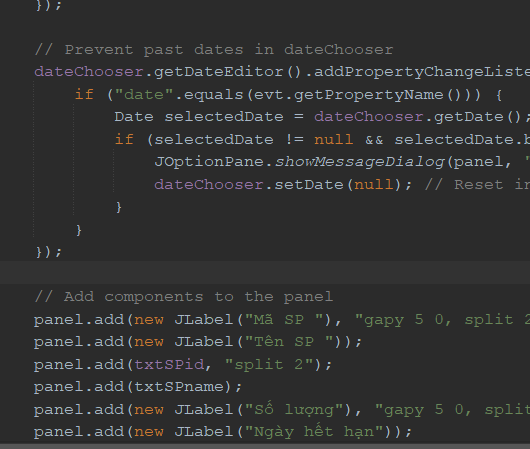 });
// Prevent past dates in dateChooser
dateChooser.getDateEditor().addPropertyChangeListe
if ("date".equals(evt.getPropertyName())) {
Date selectedDate = dateChooser.getDate();
if (selectedDate != null && selectedDate.b
JOptionPane.showMessageDialog(panel, "
dateChooser.setDate(null); // Reset in
}
}
});
// Add components to the panel
panel.add(new JLabel("Mã SP "), "gapy 5 0, split 2
panel.add(new JLabel("Tên SP "));
panel.add(txtSPid, "split 2");
panel.add(txtSPname);
panel.add(new JLabel("Số lượng"), "gapy 5 0, split
panel.add(new JLabel("Ngày hết hạn"));